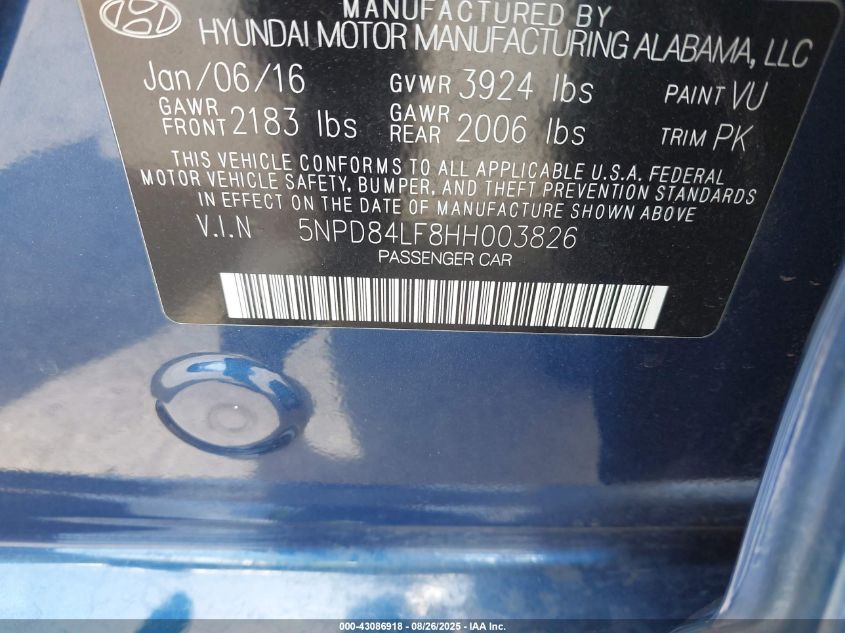 MANUFACTURED BY
HYUNDAI MOTOR MANUFACTURING ALABAMA, LLC
Jan/06/16 GVWR 3924 lbs PAINT VU
GAWR FRONT 2183 lbs GAWR REAR 2006 lbs TRIM PK
THIS VEHICLE CONFORMS TO ALL APPLICABLE U.S.A. FEDERAL
MOTOR VEHICLE SAFETY, BUMPER, AND THEFT PREVENTION STANDARDS
IN EFFECT ON THE DATE OF MANUFACTURE SHOWN ABOVE
V.I.N 5NPD84LF8HH003826
PASSENGER CAR
000-43086918 - 08/26/2025 - IAA Inc.